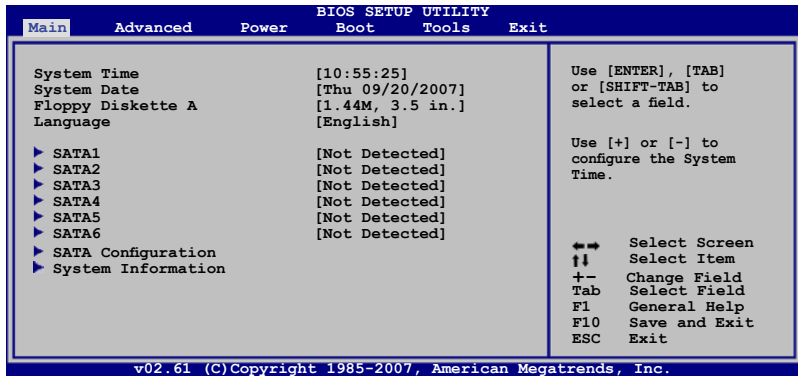 BIOS SETUP UTILITY
Main Advanced Power Boot Tools Exit
System Time [10:55:25]
System Date [Thu 09/20/2007]
Floppy Diskette A [1.44M, 3.5 in.]
Language [English]
SATA1 [Not Detected]
SATA2 [Not Detected]
SATA3 [Not Detected]
SATA4 [Not Detected]
SATA5 [Not Detected]
SATA6 [Not Detected]
SATA Configuration
System Information
Use [ENTER], [TAB]
or [SHIFT-TAB] to
select a field.
Use [+] or [-] to
configure the System
Time.
←→ Select Screen
↑↓ Select Item
+- Change Field
Tab Select Field
F1 General Help
F10 Save and Exit
ESC Exit
v02.61 (C)Copyright 1985-2007, American Megatrends, Inc.